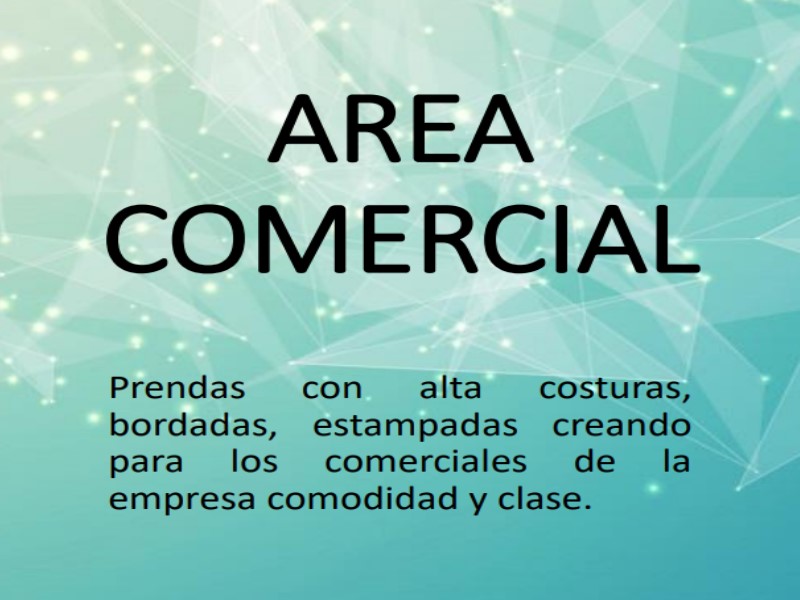 AREA
COMERCIAL
Prendas con alta costuras,
bordadas, estampadas creando
para los comerciales de la
empresa comodidad y clase.